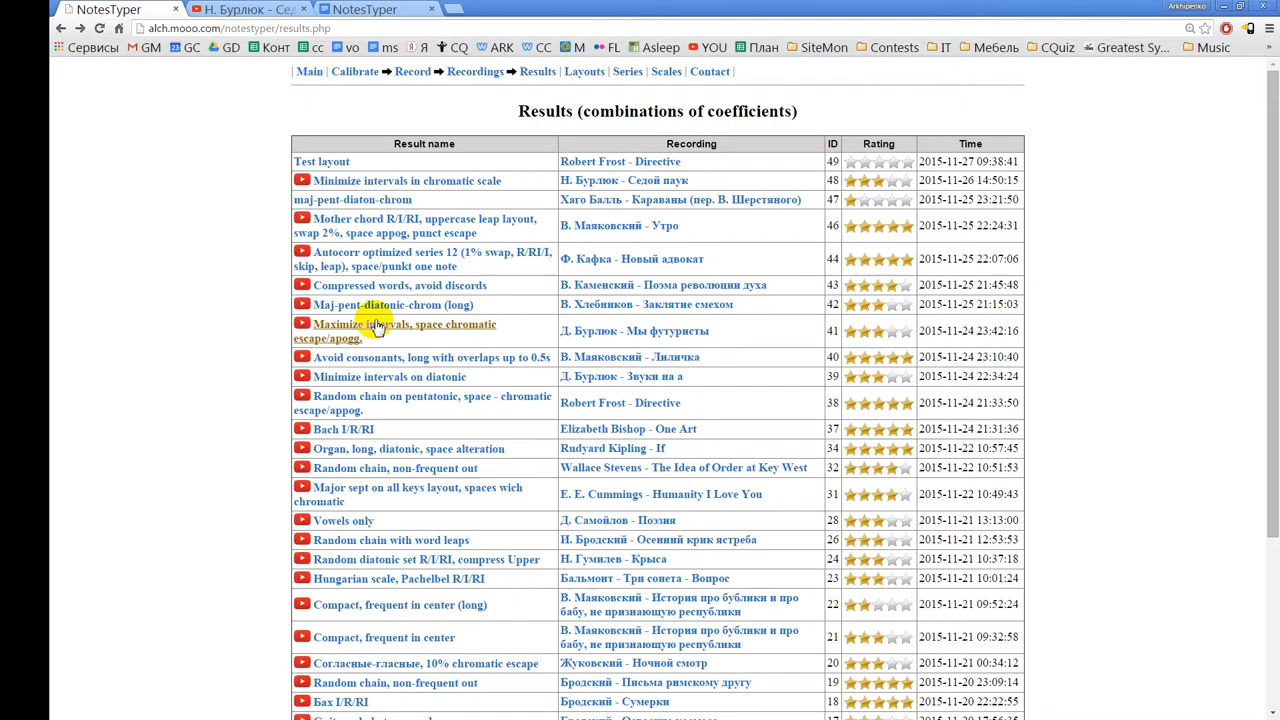 NotesTyper
Н. Бурлюк - Сед
NotesTyper
Arkhipenko
alch.mooo.com/notestyper/results.php
Сервисы GM GC GD Конт cc vo ms Я CQ ARK CC M FL Asleep YOU План SiteMon Contests IT Мебель CQuiz Greatest Sy... Music
| Main | Calibrate Record Recordings Results | Layouts | Series | Scales | Contact |
Results (combinations of coefficients)
Result name Recording ID Rating Time
Test layout Robert Frost - Directive 49 2015-11-27 09:38:41
Minimize intervals in chromatic scale Н. Бурлюк - Седой паук 48 2015-11-26 14:50:15
maj-pent-diaton-chrom Хаго Балль - Караваны (пер. В. Шерстяного) 47 2015-11-25 23:21:50
Mother chord R/I/RI, uppercase leap layout,
swap 2%, space appog, punct escape В. Маяковский - Утро 46 2015-11-25 22:24:31
Autocorr optimized series 12 (1% swap, R/RI/I,
skip, leap), space/punkt one note Ф. Кафка - Новый адвокат 44 2015-11-25 22:07:06
Compressed words, avoid discords В. Каменский - Поэма революции духа 43 2015-11-25 21:45:48
Maj-pent-diatonic-chrom (long) В. Хлебников - Заклятие смехом 42 2015-11-25 21:15:03
Maximize intervals, space chromatic
escape/apogg. Д. Бурлюк - Мы футуристы 41 2015-11-24 23:42:16
Avoid consonants, long with overlaps up to 0.5s В. Маяковский - Лиличка 40 2015-11-24 23:10:40
Minimize intervals on diatonic Д. Бурлюк - Звуки на а 39 2015-11-24 22:34:24
Random chain on pentatonic, space - chromatic
escape/appog. Robert Frost - Directive 38 2015-11-24 21:33:50
Bach I/R/RI Elizabeth Bishop - One Art 37 2015-11-24 21:31:36
Organ, long, diatonic, space alteration Rudyard Kipling - If 34 2015-11-22 10:57:45
Random chain, non-frequent out Wallace Stevens - The Idea of Order at Key West 32 2015-11-22 10:51:53
Major sept on all keys layout, spaces wich
chromatic E. E. Cummings - Humanity I Love You 31 2015-11-22 10:49:43
Vowels only Д. Самойлов - Поэзия 28 2015-11-21 13:13:00
Random chain with word leaps И. Бродский - Осенний крик ястреба 26 2015-11-21 12:53:53
Random diatonic set R/I/RI, compress Upper Н. Гумилев - Крыса 24 2015-11-21 10:37:18
Hungarian scale, Pachelbel R/I/RI Бальмонт - Три сонета - Вопрос 23 2015-11-21 10:01:24
Compact, frequent in center (long) В. Маяковский - История про бублики и про
бабу, не признающую республики 22 2015-11-21 09:52:24
Compact, frequent in center В. Маяковский - История про бублики и про
бабу, не признающую республики 21 2015-11-21 09:32:58
Согласные-гласные, 10% chromatic escape Жуковский - Ночной смотр 20 2015-11-21 00:34:12
Random chain, non-frequent out Бродский - Письма римскому другу 19 2015-11-20 23:09:14
Бах I/R/RI Бродский - Сумерки 18 2015-11-20 22:22:55